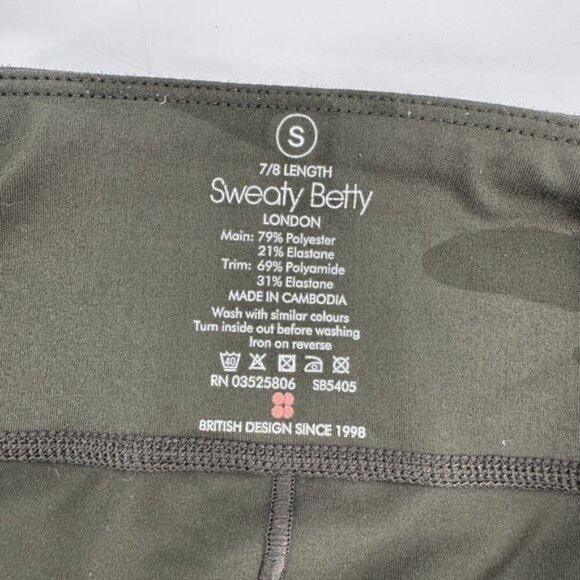 S
7/8 LENGTH
Sweaty Betty
LONDON
Main: 79% Polyester
21% Elastane
Trim: 69% Polyamide
31% Elastane
MADE IN CAMBODIA
Wash with similar colours
Turn inside out before washing
Iron on reverse
40
RN 03525806 SB5405
BRITISH DESIGN SINCE 1998